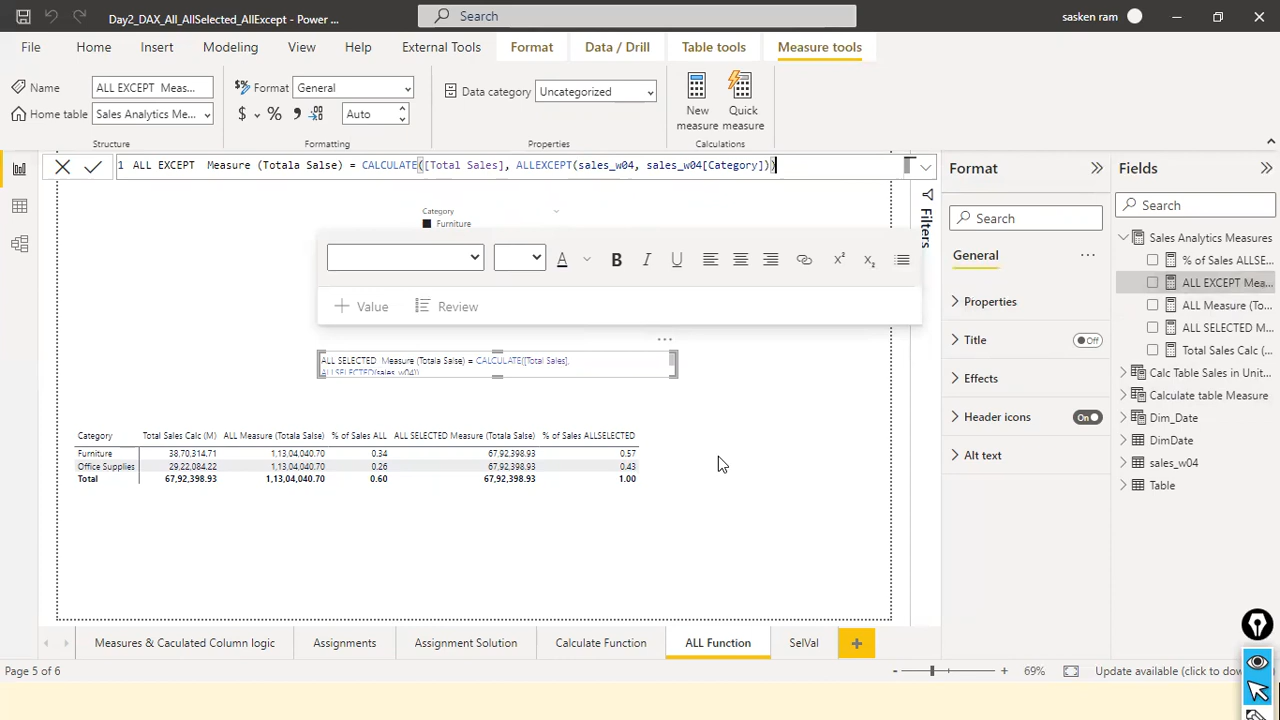 Day2_DAX_All_AllSelected_AllExcept - Power ...
Search
sasken ram
File
Home
Insert
Modeling
View
Help
External Tools
Format
Data / Drill
Table tools
Measure tools
Name
ALL EXCEPT Meas...
Home table
Sales Analytics Me...
Structure
Format
General
$
%
Auto
Formatting
Data category
Uncategorized
Properties
New measure
Quick measure
Calculations
1 ALL EXCEPT Measure (Totala Salse) = CALCULATE([Total Sales], ALLEXCEPT(sales_w04, sales_w04[Category]))
Category
Furniture
Value
Review
ALL SELECTED Measure (Totala Salse) = CALCULATE([Total Sales],
ALLSELECTED(sales_w04))
Category Total Sales Calc (M) ALL Measure (Totala Salse) % of Sales ALL ALL SELECTED Measure (Totala Salse) % of Sales ALLSELECTED
Furniture 38,70,314.71 1,13,04,040.70 0.34 67,92,398.93 0.57
Office Supplies 29,22,084.22 1,13,04,040.70 0.26 67,92,398.93 0.43
Total 67,92,398.93 1,13,04,040.70 0.60 67,92,398.93 1.00
Filters
Format
Search
General
Properties
Title
Off
Effects
Header icons
On
Alt text
Fields
Search
Sales Analytics Measures
% of Sales ALLSE...
ALL EXCEPT Mea...
ALL Measure (To...
ALL SELECTED M...
Total Sales Calc (...
Calc Table Sales in Unit...
Calculate table Measure
Dim_Date
DimDate
sales_w04
Table
Measures & Caculated Column logic
Assignments
Assignment Solution
Calculate Function
ALL Function
SelVal
Page 5 of 6
69%
Update available (click to dow